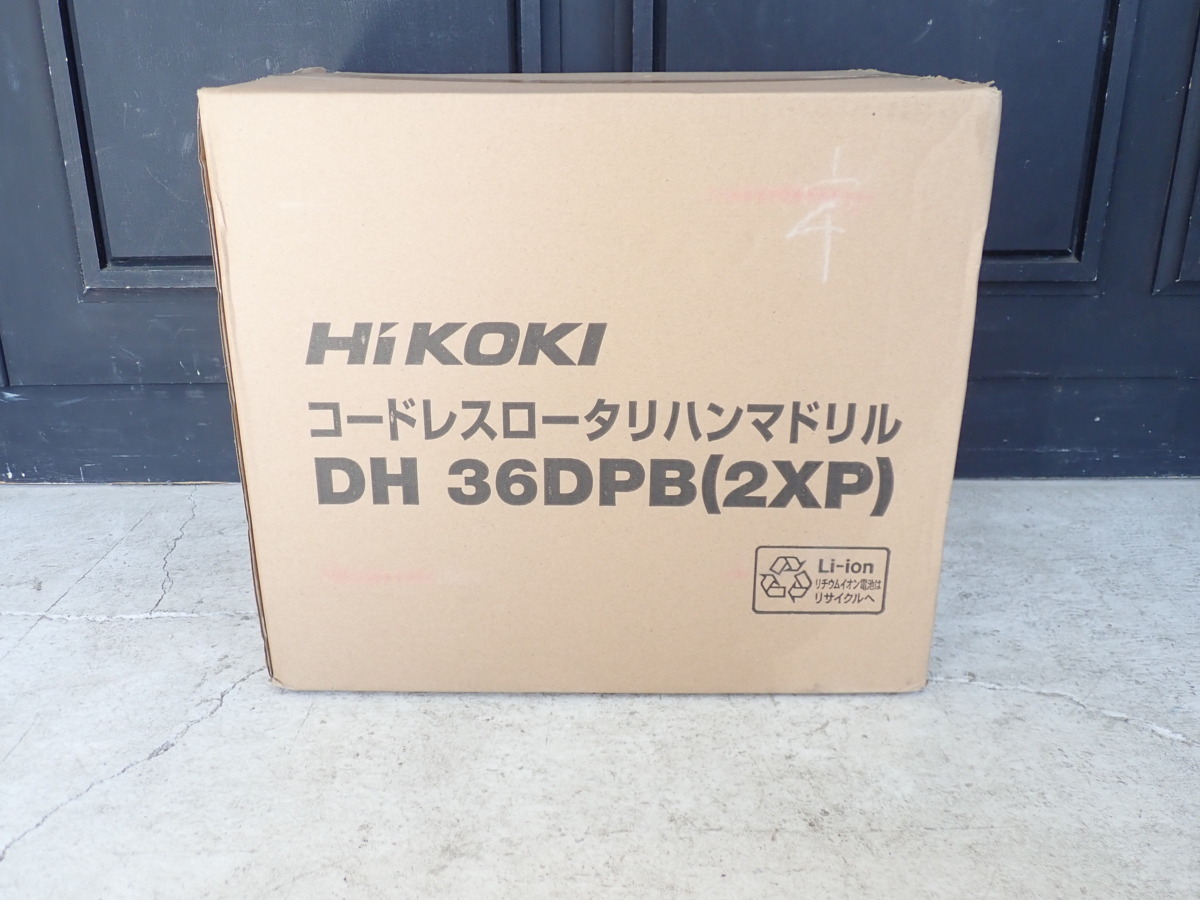 HiKOKI
コードレスロータリハンマドリル
DH 36DPB(2XP)
Li-ion
リチウムイオン電池は
リサイクルへ